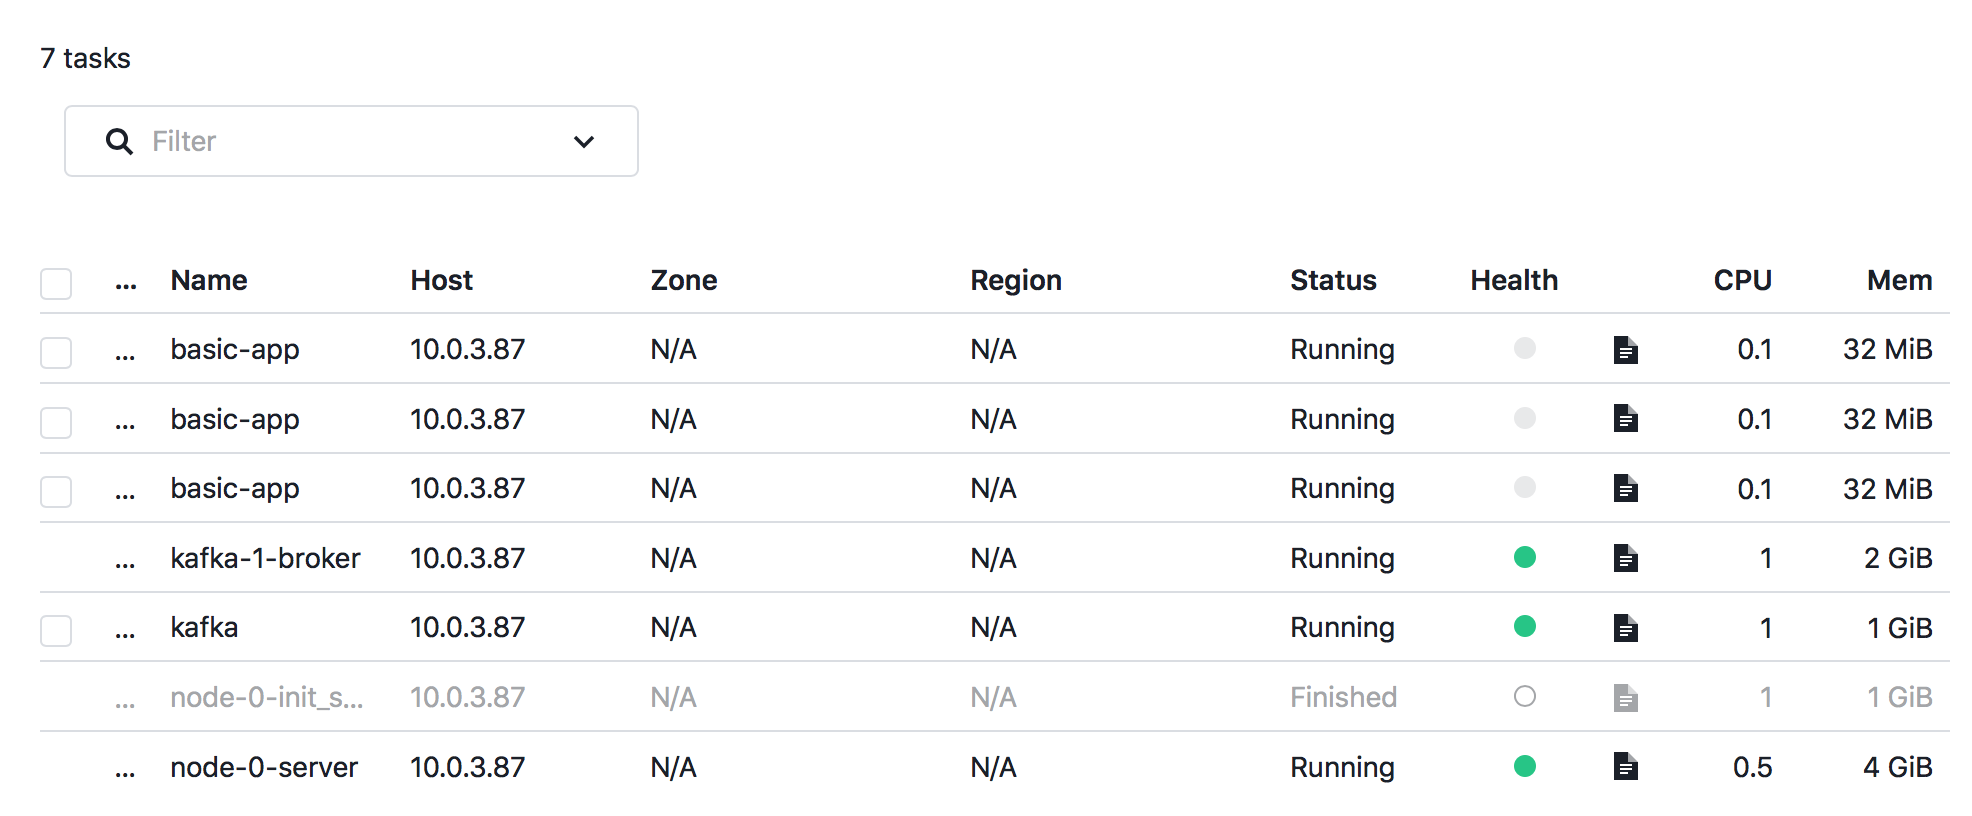 7 tasks
Filter
... Name Host Zone Region Status Health CPU Mem
... basic-app 10.0.3.87 N/A N/A Running 0.1 32 MiB
... basic-app 10.0.3.87 N/A N/A Running 0.1 32 MiB
... basic-app 10.0.3.87 N/A N/A Running 0.1 32 MiB
... kafka-1-broker 10.0.3.87 N/A N/A Running 1 2 GiB
... kafka 10.0.3.87 N/A N/A Running 1 1 GiB
... node-0-init_s... 10.0.3.87 N/A N/A Finished 1 1 GiB
... node-0-server 10.0.3.87 N/A N/A Running 0.5 4 GiB